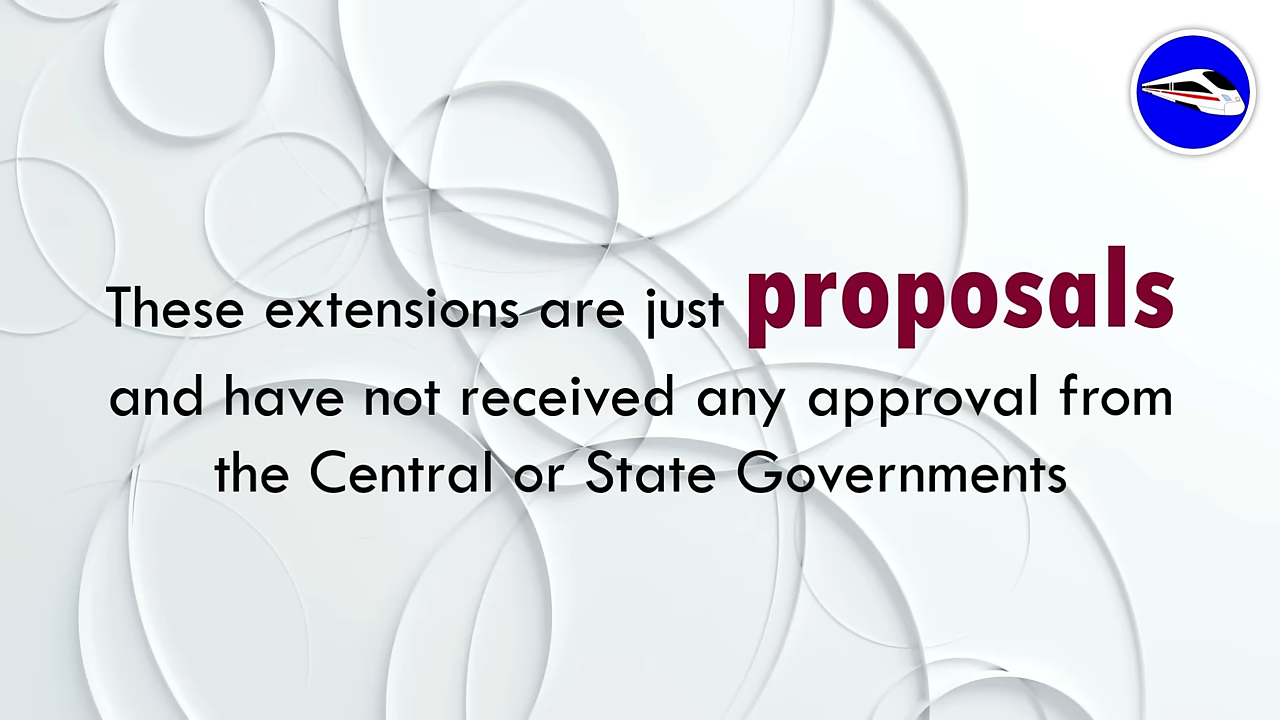 These extensions are just proposals
and have not received any approval from
the Central or State Governments